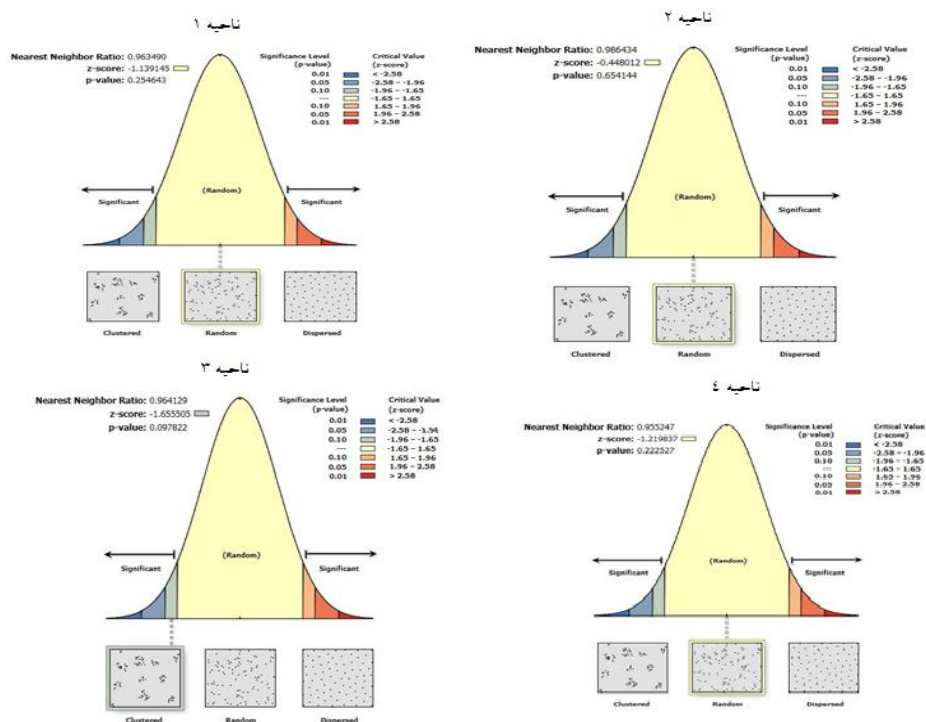 ناحیه ۱
Nearest Neighbor Ratio: 0.963490
z-score: -1.139145
p-value: 0.254643
Significance Level Critical Value
(p-value) (z-score)
0.01 < -2.58
0.05 -2.58 – -1.96
0.10 -1.96 – -1.65
--- -1.65 - 1.65
0.10 1.65 – 1.96
0.05 1.96 – 2.58
0.01 > 2.58
(Random)
Significant Significant
Clustered Random Dispersed
ناحیه ۲
Nearest Neighbor Ratio: 0.986434
z-score: -0.448012
p-value: 0.654144
Significance Level Critical Value
(p-value) (z-score)
0.01 < -2.58
0.05 -2.58 – -1.96
0.10 -1.96 – -1.65
--- -1.65 – 1.65
0.10 1.65 – 1.96
0.05 1.96 – 2.58
0.01 > 2.58
(Random)
Significant Significant
Clustered Random Dispersed
ناحیه ۳
Nearest Neighbor Ratio: 0.964129
z-score: -1.655505
p-value: 0.097822
Significance Level Critical Value
(p-value) (z-score)
0.01 < -2.58
0.05 -2.58 – -1.96
0.10 -1.96 – -1.65
--- -1.65 – 1.65
0.10 1.65 – 1.96
0.05 1.96 – 2.58
0.01 > 2.58
(Random)
Significant Significant
Clustered Random Dispersed
ناحیه ٤
Nearest Neighbor Ratio: 0.955247
z-score: -1.219837
p-value: 0.222527
Significance Level Critical Value
(p-value) (z-score)
0.01 < -2.58
0.05 -2.58 – -1.96
0.10 -1.96 – -1.65
--- -1.65 – 1.65
0.10 1.65 – 1.96
0.05 1.96 – 2.58
0.01 > 2.58
(Random)
Significant Significant
Clustered Random Dispersed